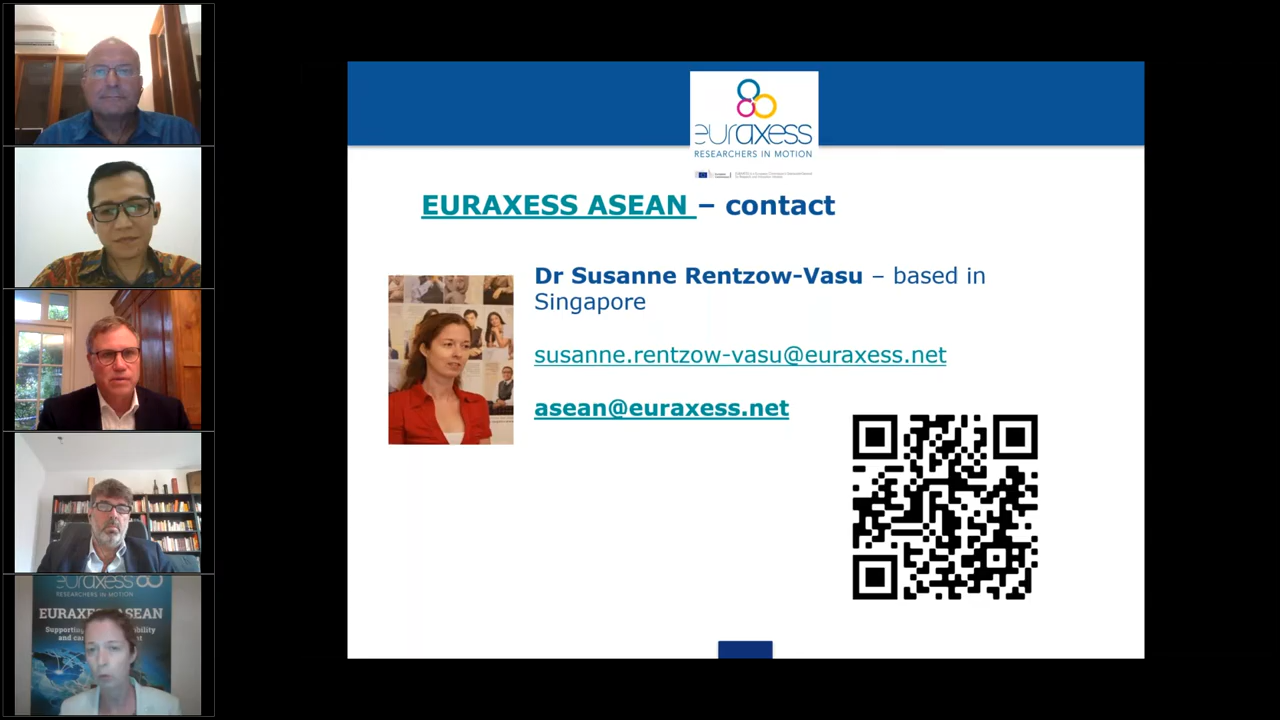 euraxess
RESEARCHERS IN MOTION
EURAXESS ASEAN – contact
Dr Susanne Rentzow-Vasu – based in
Singapore
susanne.rentzow-vasu@euraxess.net
asean@euraxess.net
euraxess
RESEARCHERS IN MOTION
EURAXESS ASEAN